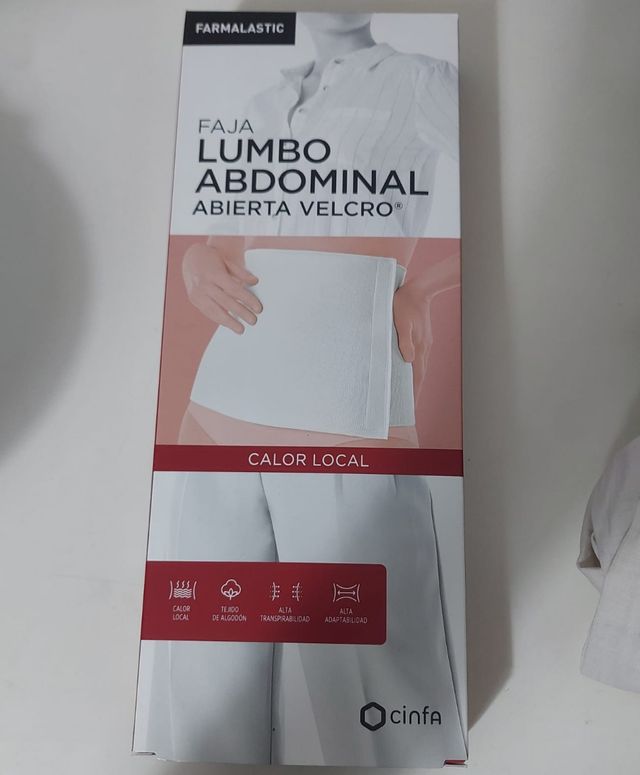 FARMALASTIC
FAJA
LUMBO
ABDOMINAL
ABIERTA VELCRO®
CALOR LOCAL
CALOR
LOCAL
TEJIDO
DE ALGODÓN
ALTA
TRANSPIRABILIDAD
ALTA
ADAPTABILIDAD
cinfa